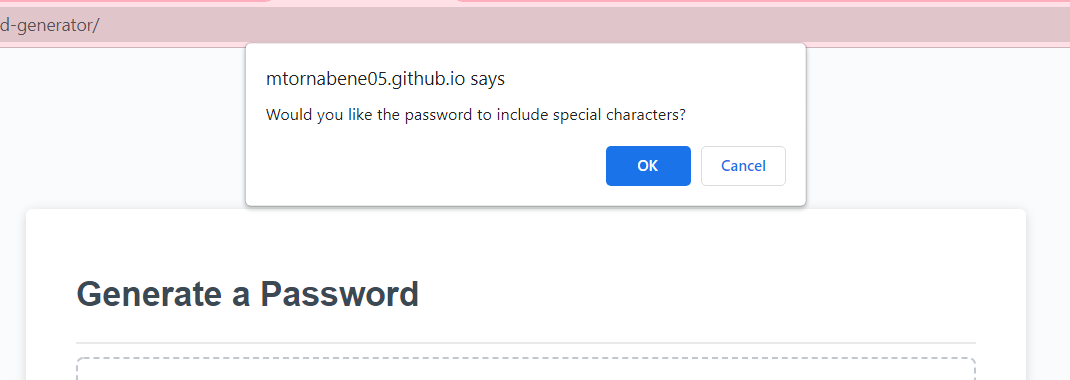 d-generator/
mtornabene05.github.io says
Would you like the password to include special characters?
OK
Cancel
Generate a Password